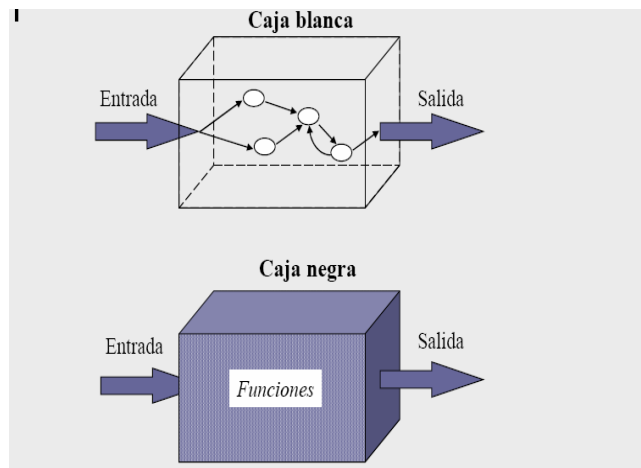 Caja blanca
Entrada
Salida
Caja negra
Entrada
Salida
Funciones